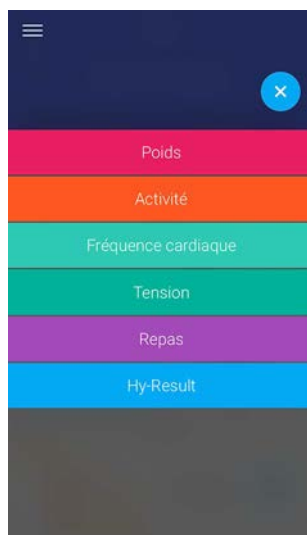 Poids
Activité
Fréquence cardiaque
Tension
Repas
Hy-Result